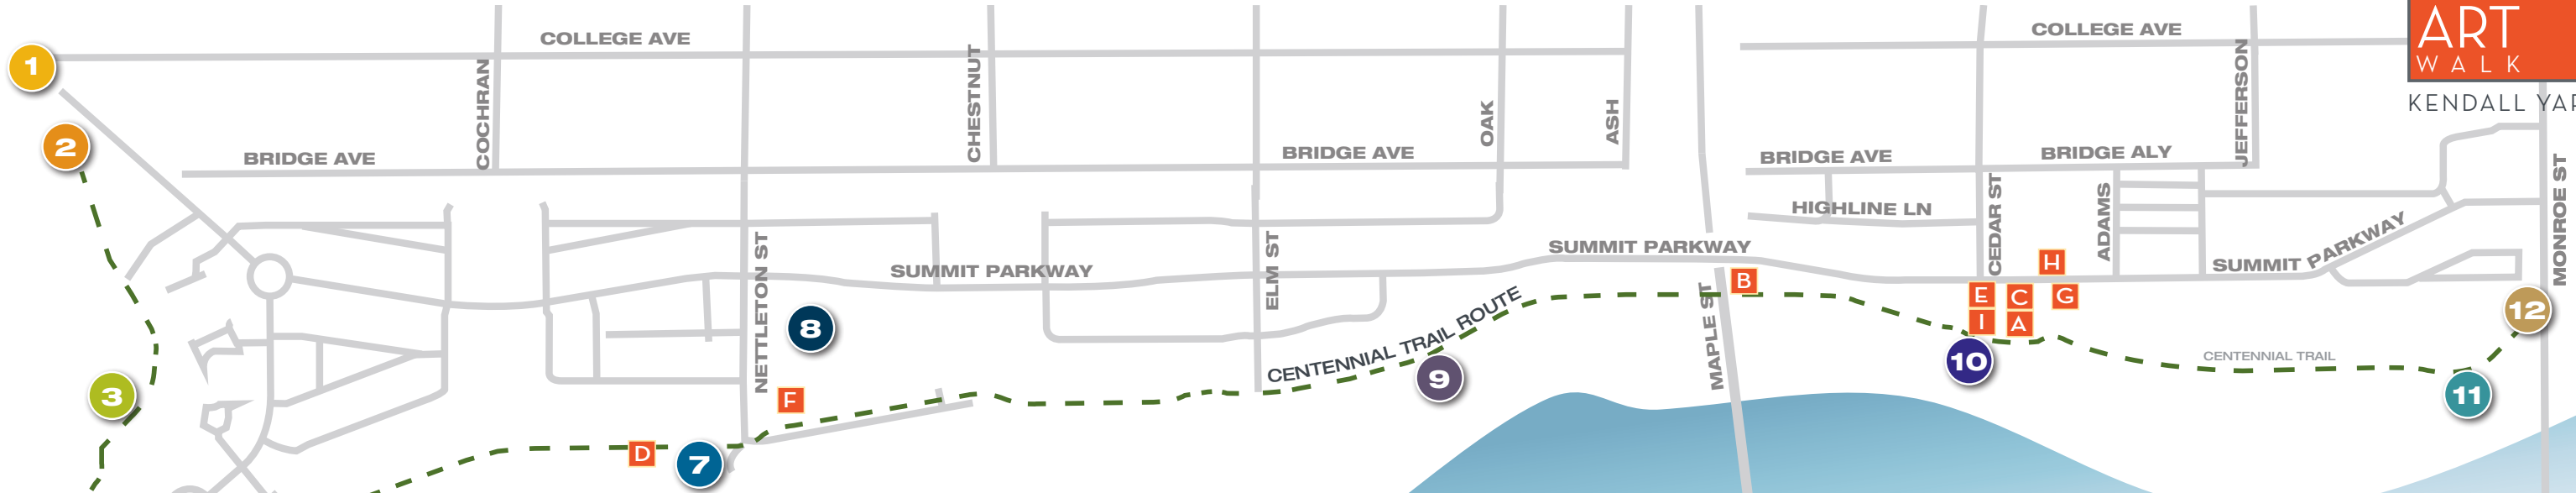 COLLEGE AVE
COLLEGE AVE
ART
WALK
KENDALL YAR
1
COCHRAN
CHESTNUT
OAK
ASH
JEFFERSON
2
BRIDGE AVE
BRIDGE AVE
BRIDGE AVE
BRIDGE ALY
MONROE ST
HIGHLINE LN
CEDAR ST
ADAMS
NETTLETON ST
ELM ST
SUMMIT PARKWAY
SUMMIT PARKWAY
SUMMIT PARKWAY
H
B
E
C
G
I
A
MAPLE ST
8
12
CENTENNIAL TRAIL ROUTE
CENTENNIAL TRAIL
10
9
3
F
11
D
7